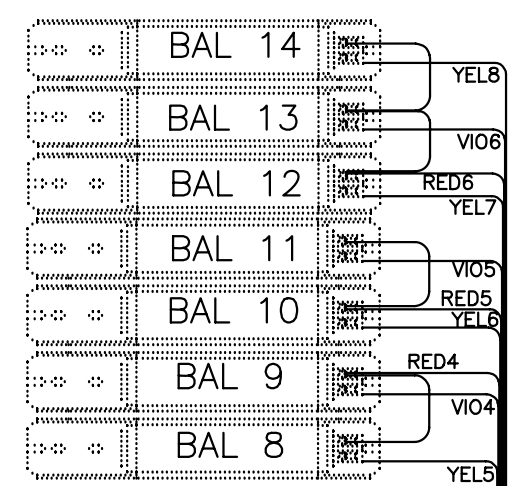 BAL 14
YEL8
BAL 13
VIO6
BAL 12
RED6
YEL7
BAL 11
VIO5
RED5
BAL 10
YEL6
RED4
BAL 9
VIO4
BAL 8
YEL5